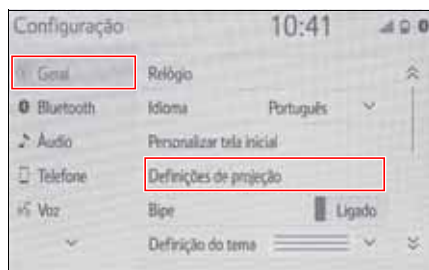 Configuração 10:41
Geral Relógio
Bluetooth Idioma Português
Áudio Personalizar tela inicial
Telefone Definições de projeção
Voz Bipe Ligado
Definição do tema